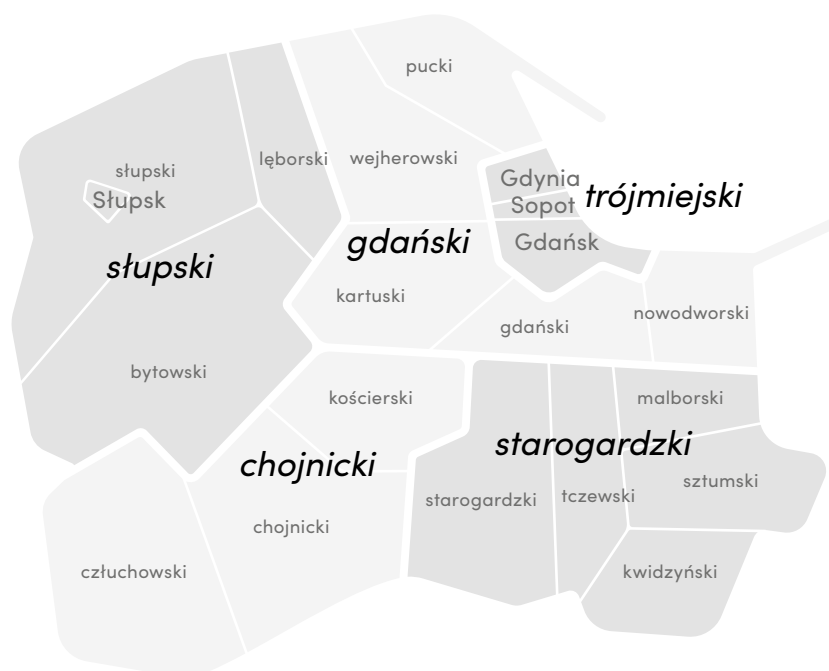 pucki
lęborski
wejherowski
słupski
Słupsk
Gdynia
Sopot
trójmiejski
Gdańsk
gdański
słupski
kartuski
gdański
nowodworski
bytowski
kościerski
malborski
starogardzki
chojnicki
sztumski
starogardzki
tczewski
chojnicki
człuchowski
kwidzyński